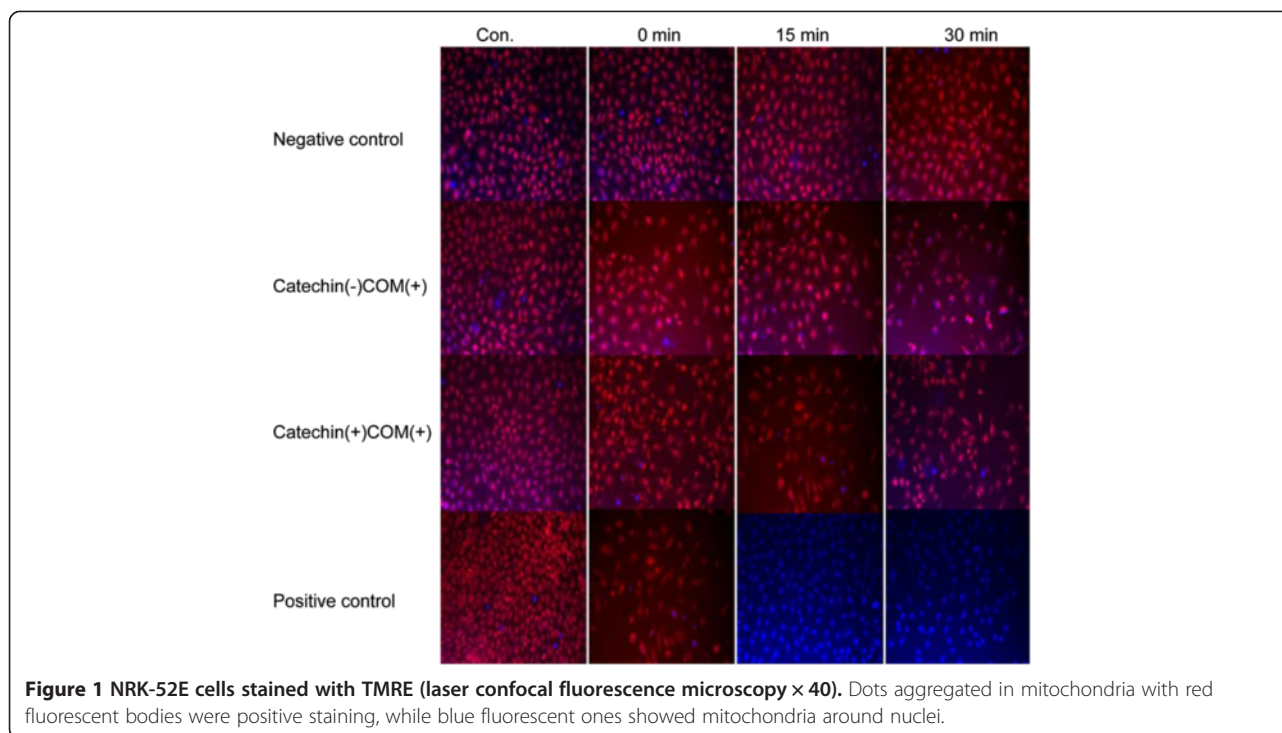 Con. 0 min 15 min 30 min
Negative control
Catechin(-)COM(+)
Catechin(+)COM(+)
Positive control
Figure 1 NRK-52E cells stained with TMRE (laser confocal fluorescence microscopy × 40). Dots aggregated in mitochondria with red
fluorescent bodies were positive staining, while blue fluorescent ones showed mitochondria around nuclei.